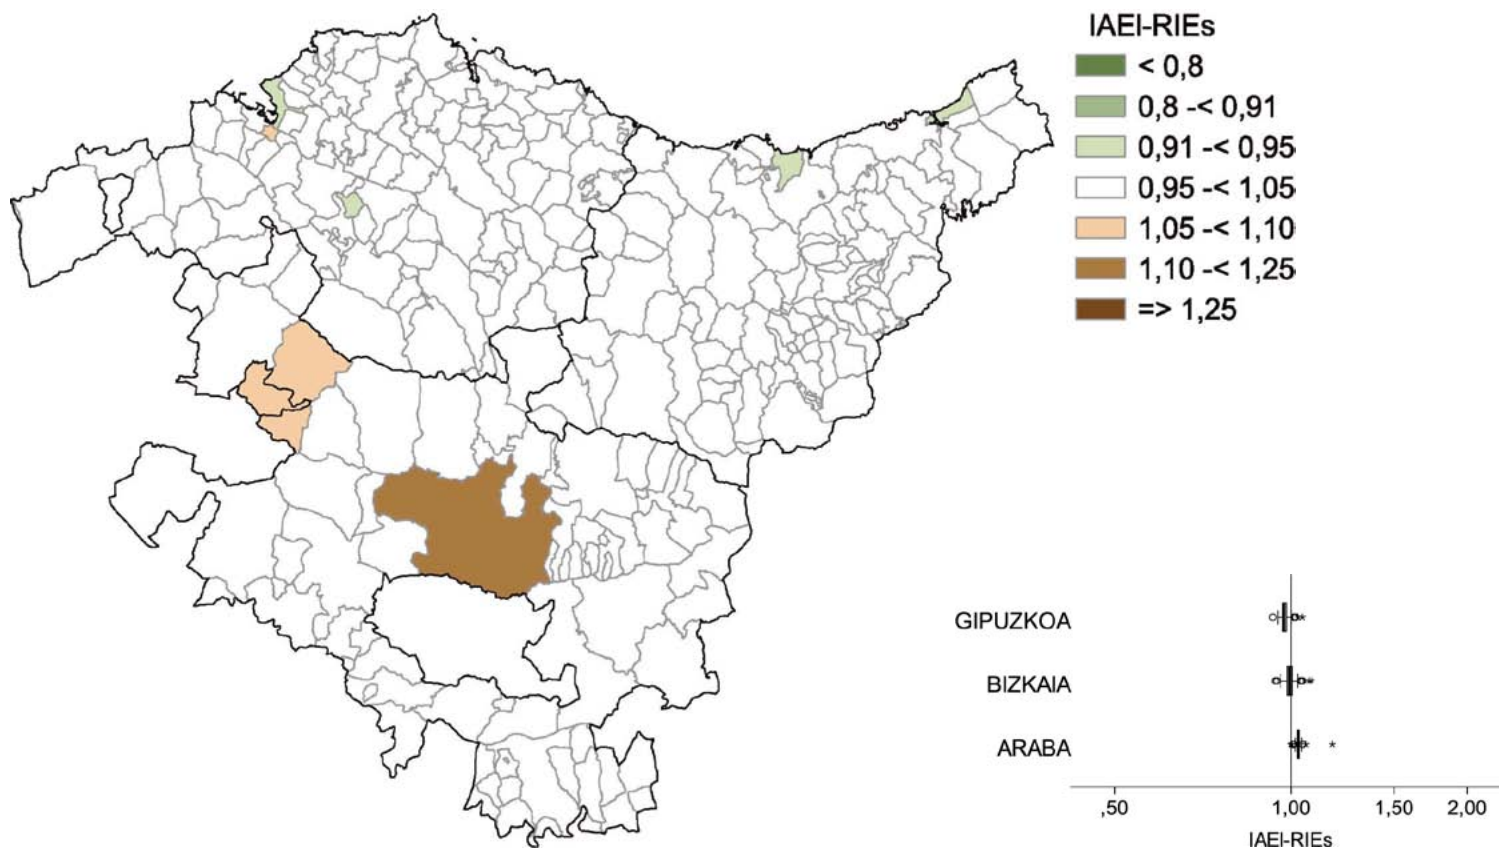 IAEI-RIEs
< 0,8
0,8 -< 0,91
0,91 -< 0,95
0,95 -< 1,05
1,05 -< 1,10
1,10 -< 1,25
=> 1,25
GIPUZKOA
BIZKAIA
ARABA
,50 1,00 1,50 2,00
IAEI-RIEs